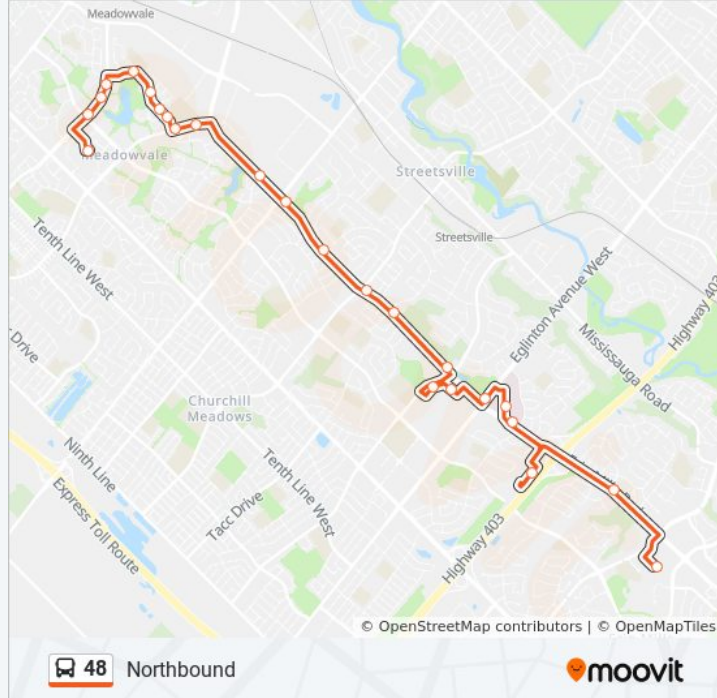 Meadowvale
Streetsville
Meadowvale
Streetsville
Tenth Line West
Eglinton Avenue West
Highway 403
Mississauga Road
Drive
Churchill
Meadows
Ninth Line
Tenth Line West
Express Toll Route
Tacc Drive
Highway 403
© OpenStreetMap contributors | © OpenMapTiles
48 Northbound
moovit